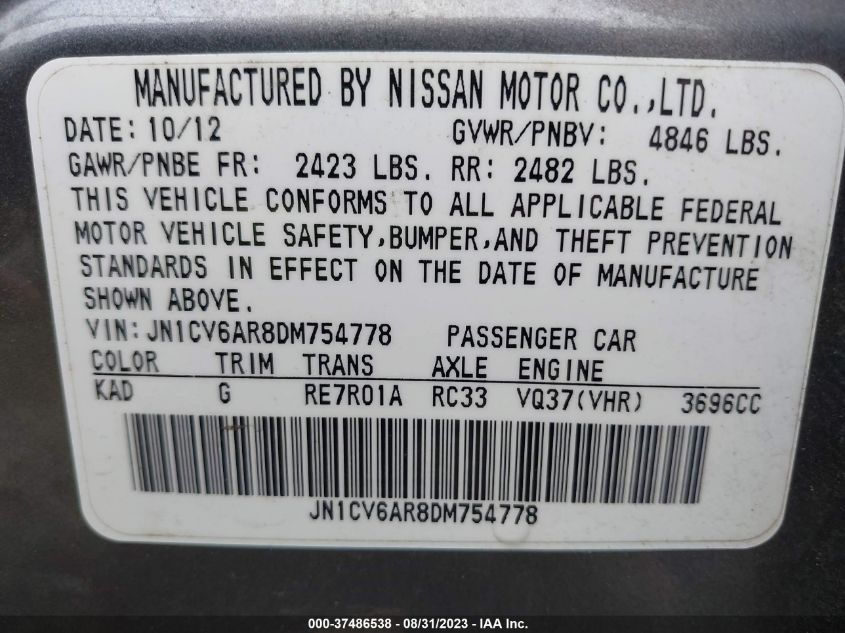 MANUFACTURED BY NISSAN MOTOR CO.,LTD.
DATE: 10/12 GVWR/PNBV: 4846 LBS.
GAWR/PNBE FR: 2423 LBS. RR: 2482 LBS.
THIS VEHICLE CONFORMS TO ALL APPLICABLE FEDERAL
MOTOR VEHICLE SAFETY,BUMPER,AND THEFT PREVENTION
STANDARDS IN EFFECT ON THE DATE OF MANUFACTURE
SHOWN ABOVE.
VIN:JN1CV6AR8DM754778 PASSENGER CAR
COLOR TRIM TRANS AXLE ENGINE
KAD G RE7R01A RC33 VQ37(VHR) 3696CC
JN1CV6AR8DM754778
000-37486538 - 08/31/2023 - IAA Inc.